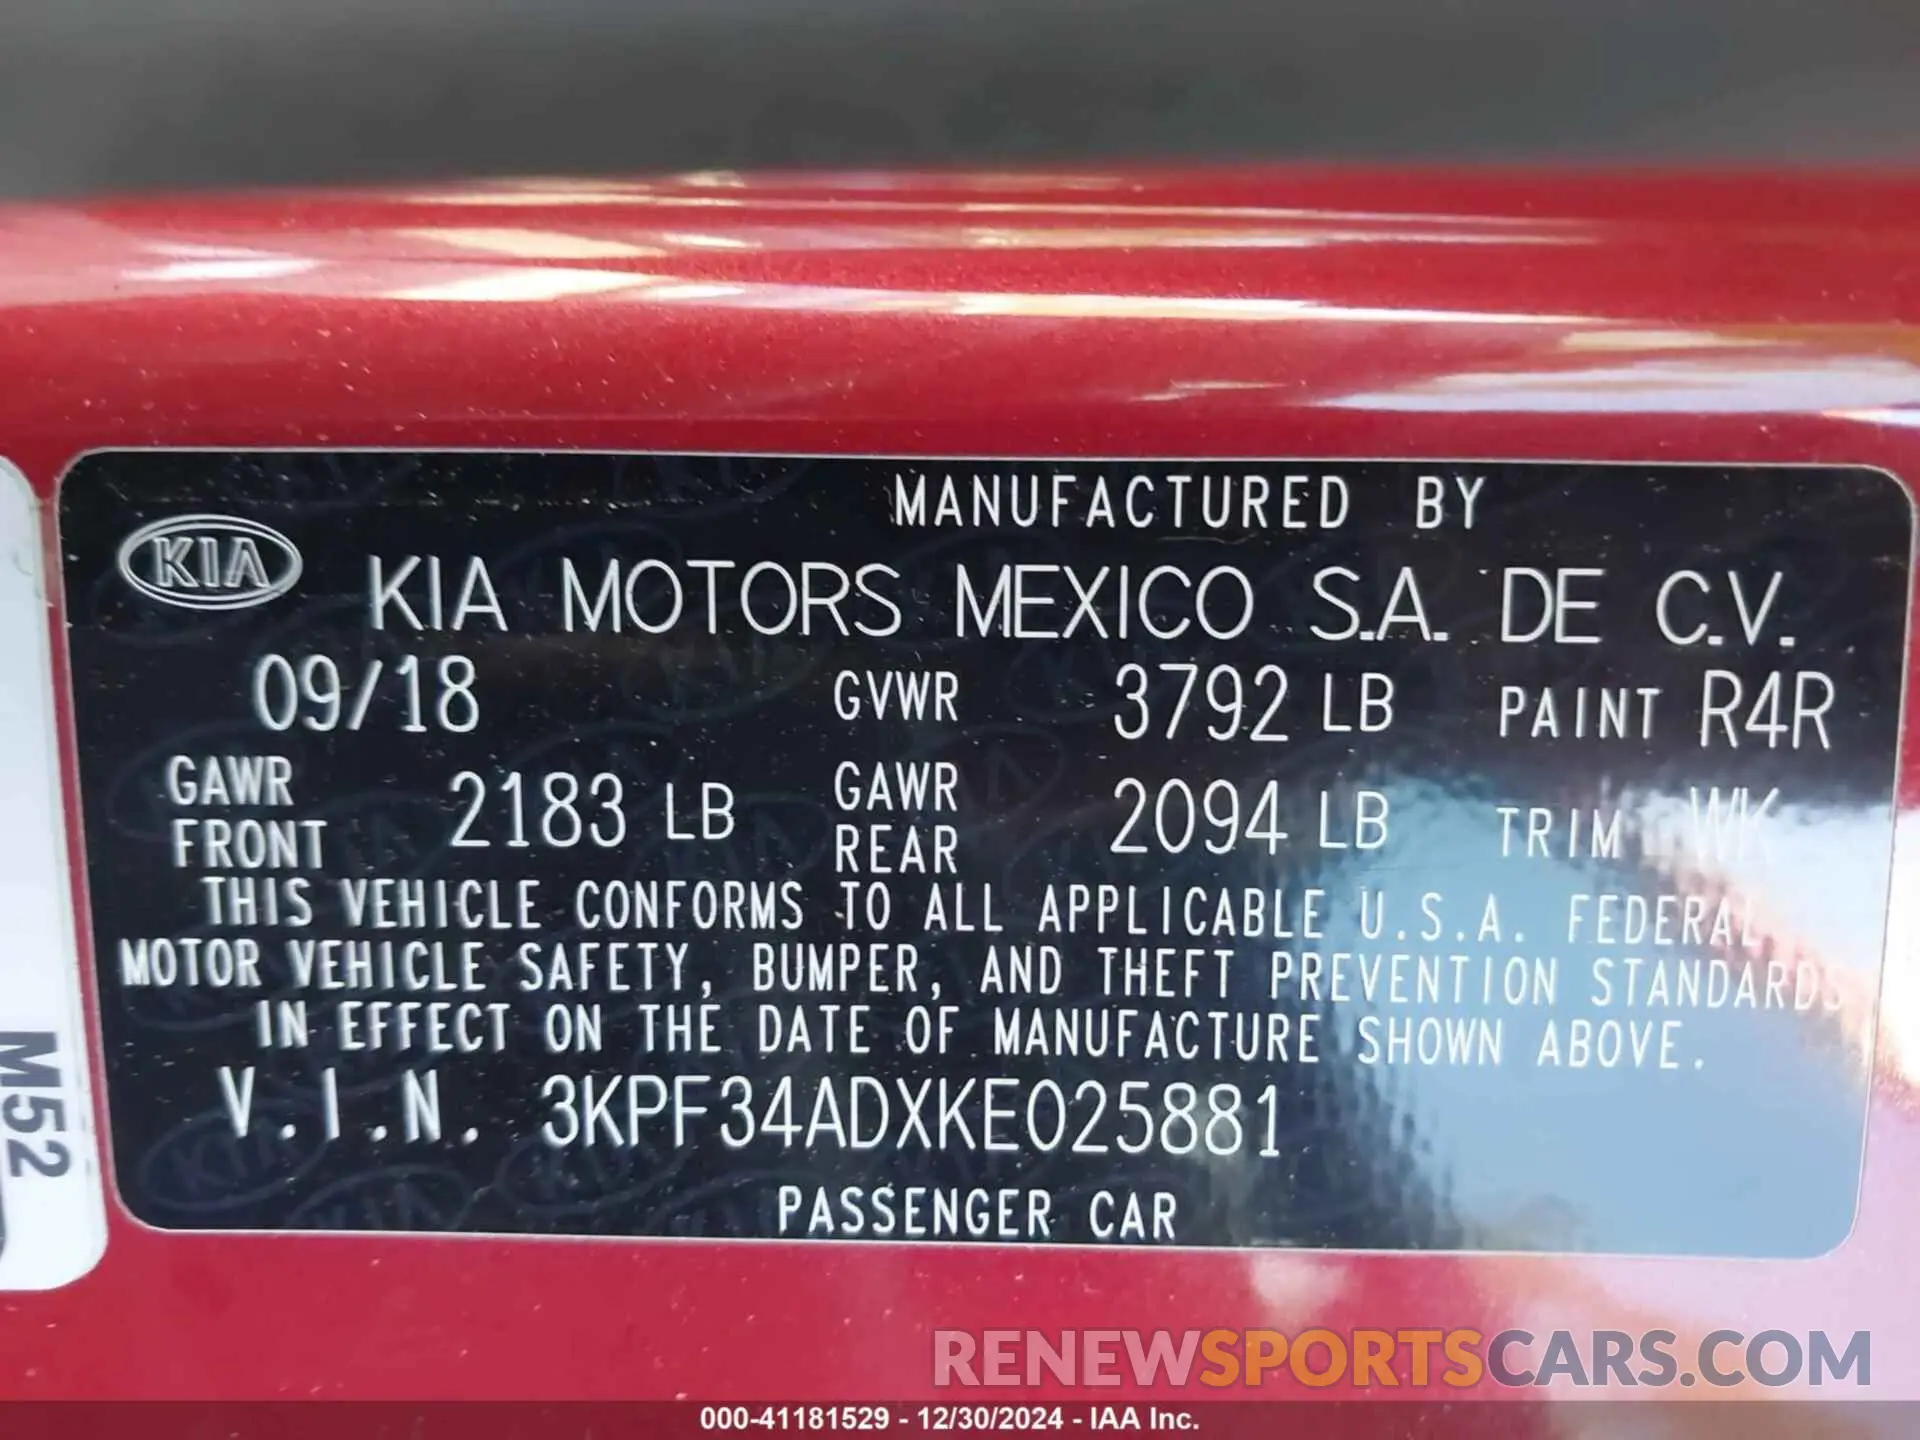 MANUFACTURED BY
KIA KIA MOTORS MEXICO S.A. DE C.V.
09/18 GVWR 3792 LB PAINT R4R
GAWR FRONT 2183 LB GAWR REAR 2094 LB TRIM WK
THIS VEHICLE CONFORMS TO ALL APPLICABLE U.S.A. FEDERAL
MOTOR VEHICLE SAFETY, BUMPER, AND THEFT PREVENTION STANDARDS
IN EFFECT ON THE DATE OF MANUFACTURE SHOWN ABOVE.
V.I.N. 3KPF34ADXKE025881
PASSENGER CAR
M52
RENEWSPORTSCARS.COM
000-41181529 - 12/30/2024 - IAA Inc.